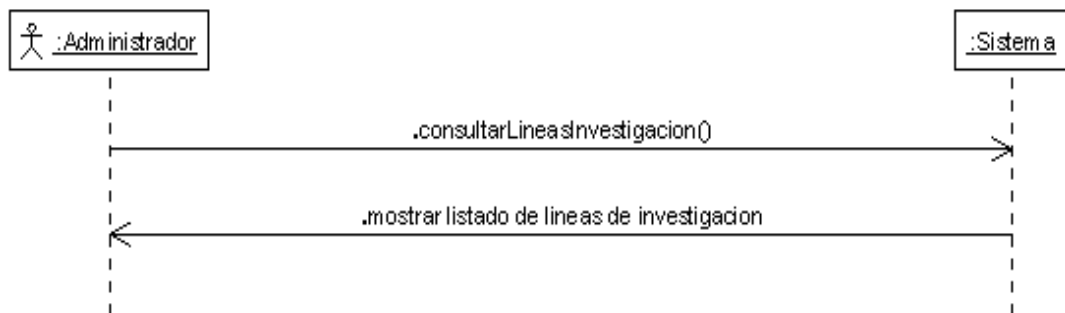 :Administrador
:Sistema
.consultarLineasInvestigacion()
.mostrar listado de lineas de investigacion